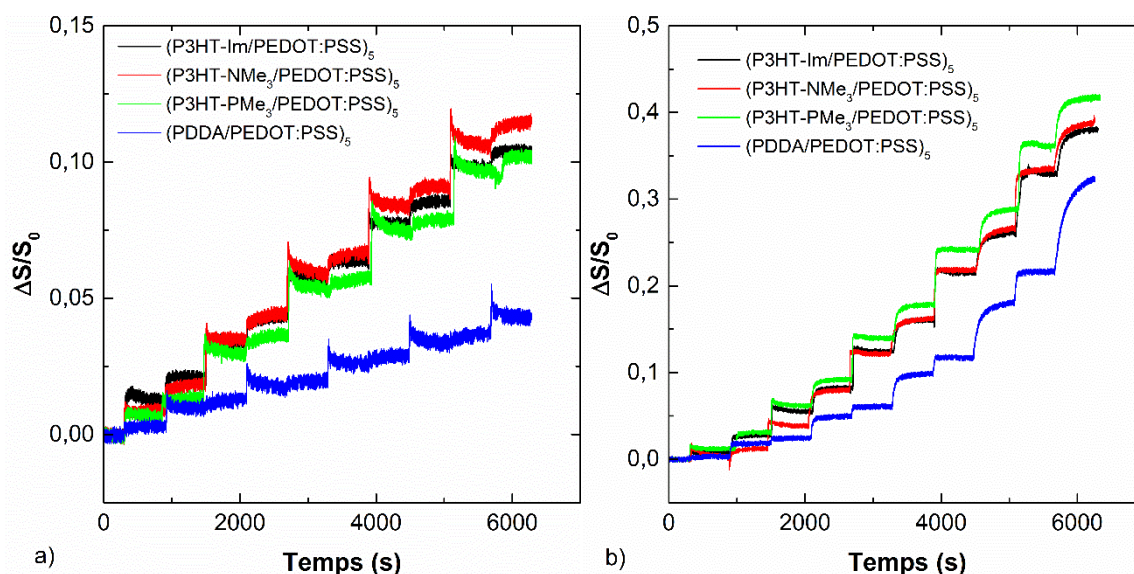 a)
0,15
0,10
0,05
0,00
ΔS/S₀
(P3HT-Im/PEDOT:PSS)₅
(P3HT-NMe₃/PEDOT:PSS)₅
(P3HT-PMe₃/PEDOT:PSS)₅
(PDDA/PEDOT:PSS)₅
0 2000 4000 6000
Temps (s)
b)
0,5
0,4
0,3
0,2
0,1
0,0
ΔS/S₀
(P3HT-Im/PEDOT:PSS)₅
(P3HT-NMe₃/PEDOT:PSS)₅
(P3HT-PMe₃/PEDOT:PSS)₅
(PDDA/PEDOT:PSS)₅
0 2000 4000 6000
Temps (s)